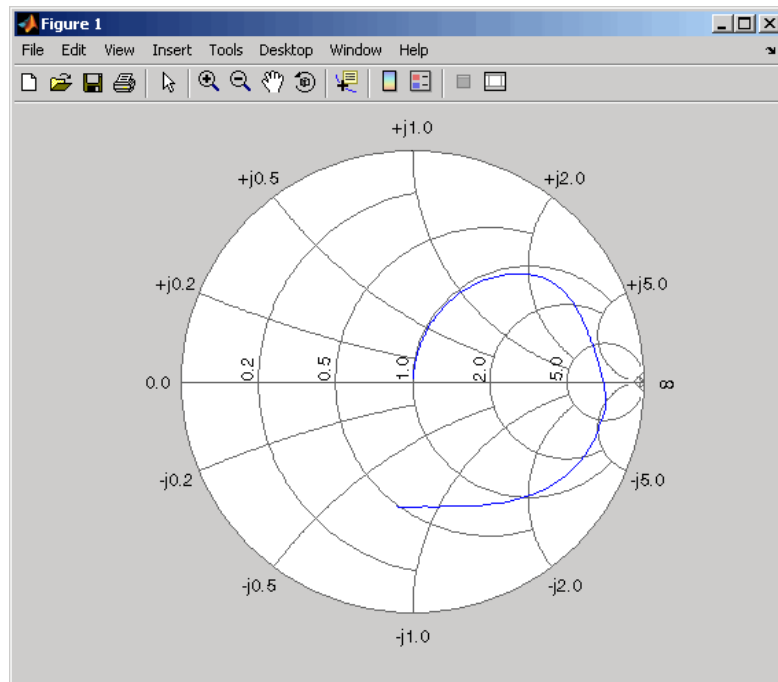 Figure 1
File Edit View Insert Tools Desktop Window Help
+j1.0
+j0.5 +j2.0
+j0.2 +j5.0
0.0 0.2 0.5 1.0 2.0 5.0 ∞
-j0.2 -j5.0
-j0.5 -j2.0
-j1.0